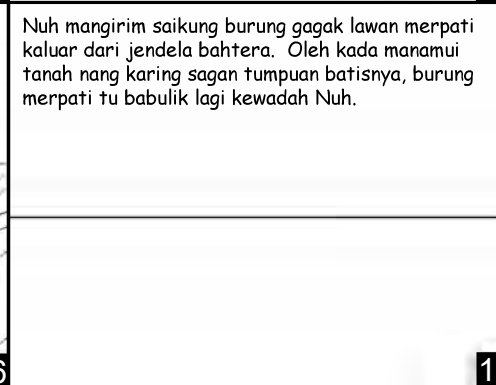 Nuh mangirim saikung burung gagak lawan merpati
kaluar dari jendela bahtera. Oleh kada manamui
tanah nang karing sagan tumpuan batisnya, burung
merpati tu babulik lagi kewadah Nuh.
1